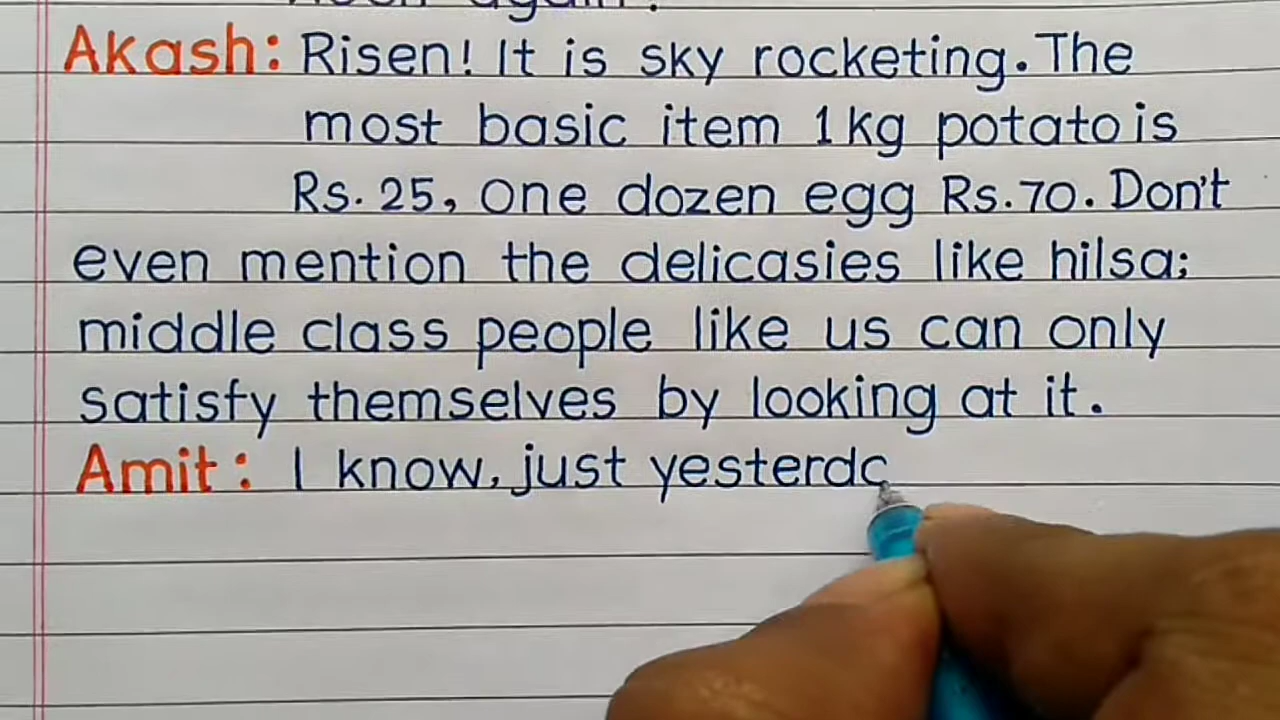 Akash: Risen! It is sky rocketing. The
most basic item 1kg potato is
Rs. 25, one dozen egg Rs. 70. Don't
even mention the delicasies like hilsa;
middle class people like us can only
satisfy themselves by looking at it.
Amit: I know, just yesterda